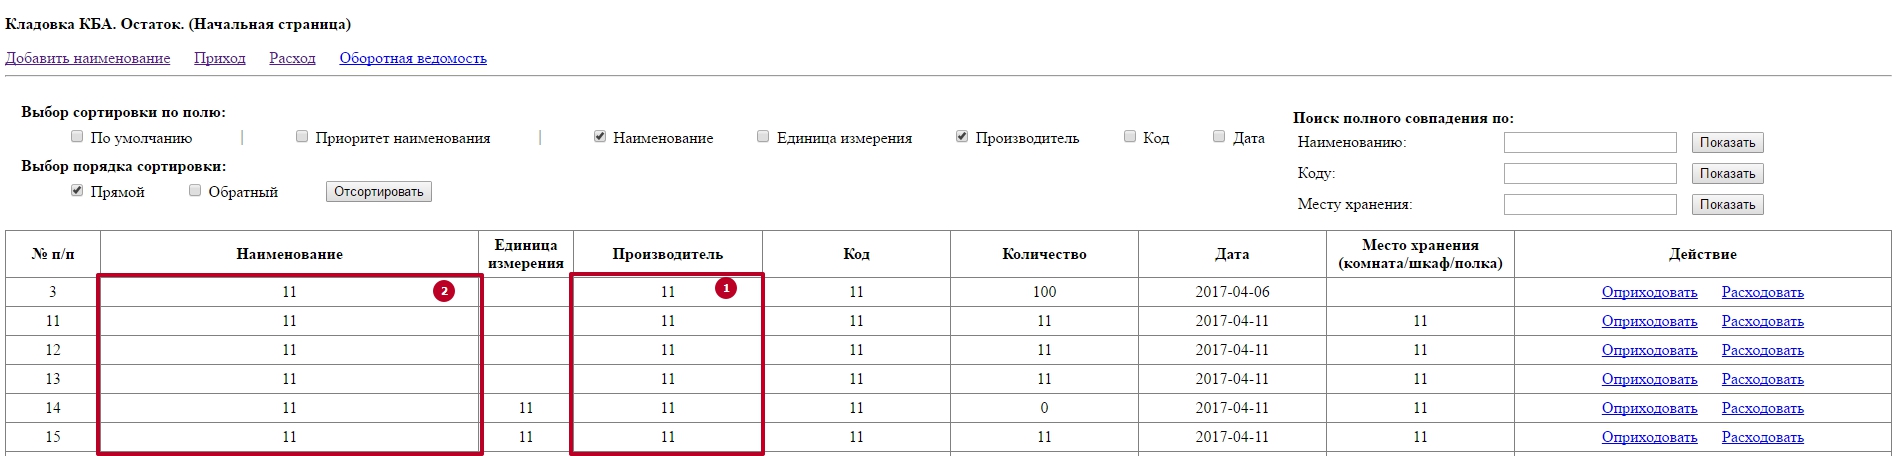 Кладовка КБА. Остаток. (Начальная страница)
Добавить наименование Приход Расход Оборотная ведомость
Выбор сортировки по полю:
По умолчанию | Приоритет наименования | Наименование Единица измерения Производитель Код Дата
Выбор порядка сортировки:
Прямой Обратный Отсортировать
Поиск полного совпадения по:
Наименованию: Показать
Коду: Показать
Месту хранения: Показать
№ п/п Наименование Единица измерения Производитель Код Количество Дата Место хранения (комната/шкаф/полка) Действие
3 11 2 11 1 11 100 2017-04-06 Оприходовать Расходовать
11 11 11 11 11 2017-04-11 11 Оприходовать Расходовать
12 11 11 11 11 2017-04-11 11 Оприходовать Расходовать
13 11 11 11 11 2017-04-11 11 Оприходовать Расходовать
14 11 11 11 11 0 2017-04-11 11 Оприходовать Расходовать
15 11 11 11 11 11 2017-04-11 11 Оприходовать Расходовать